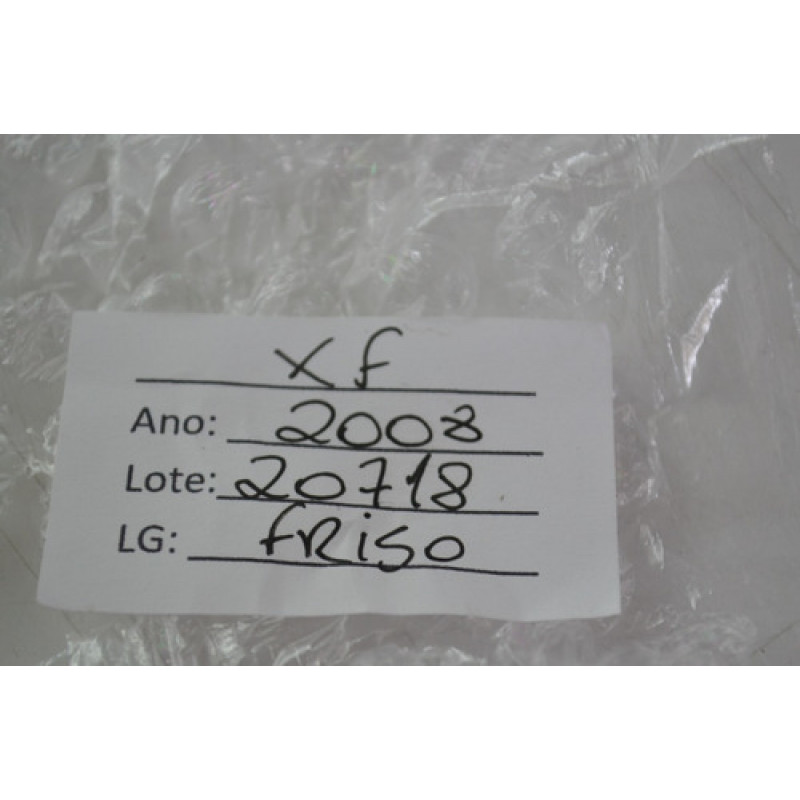 xf
Ano: 2008
Lote: 20718
LG: fRiso